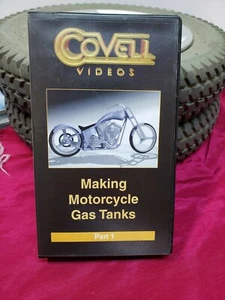 COVELL
VIDEOS
Making
Motorcycle
Gas Tanks
Part 1